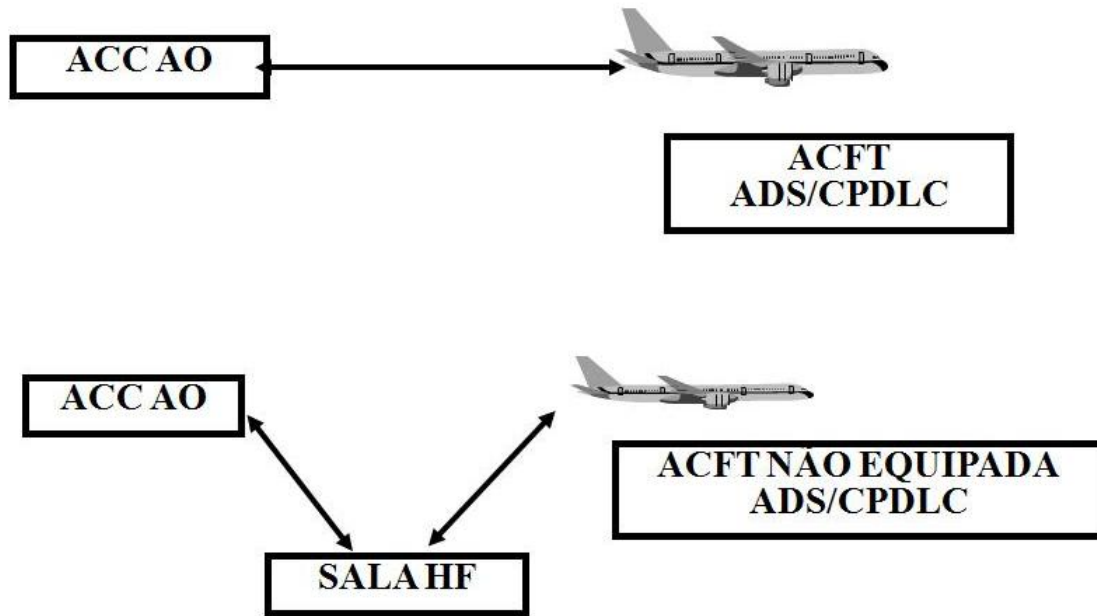 ACC AO
ACFT
ADS/CPDLC
ACC AO
ACFT NÃO EQUIPADA
ADS/CPDLC
SALA HF